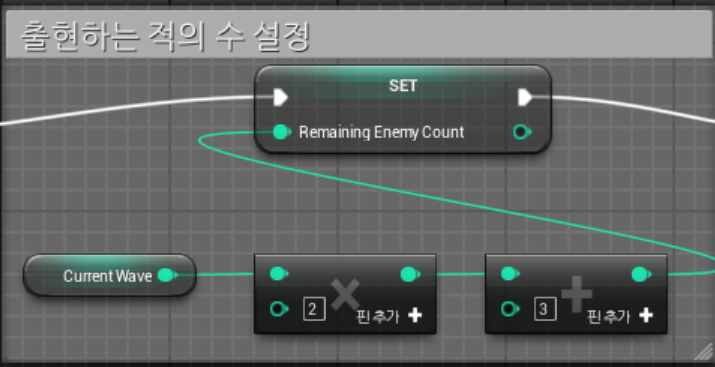 출현하는 적의 수 설정
SET
Remaining Enemy Count
Current Wave
2
핀 추가
3
핀 추가